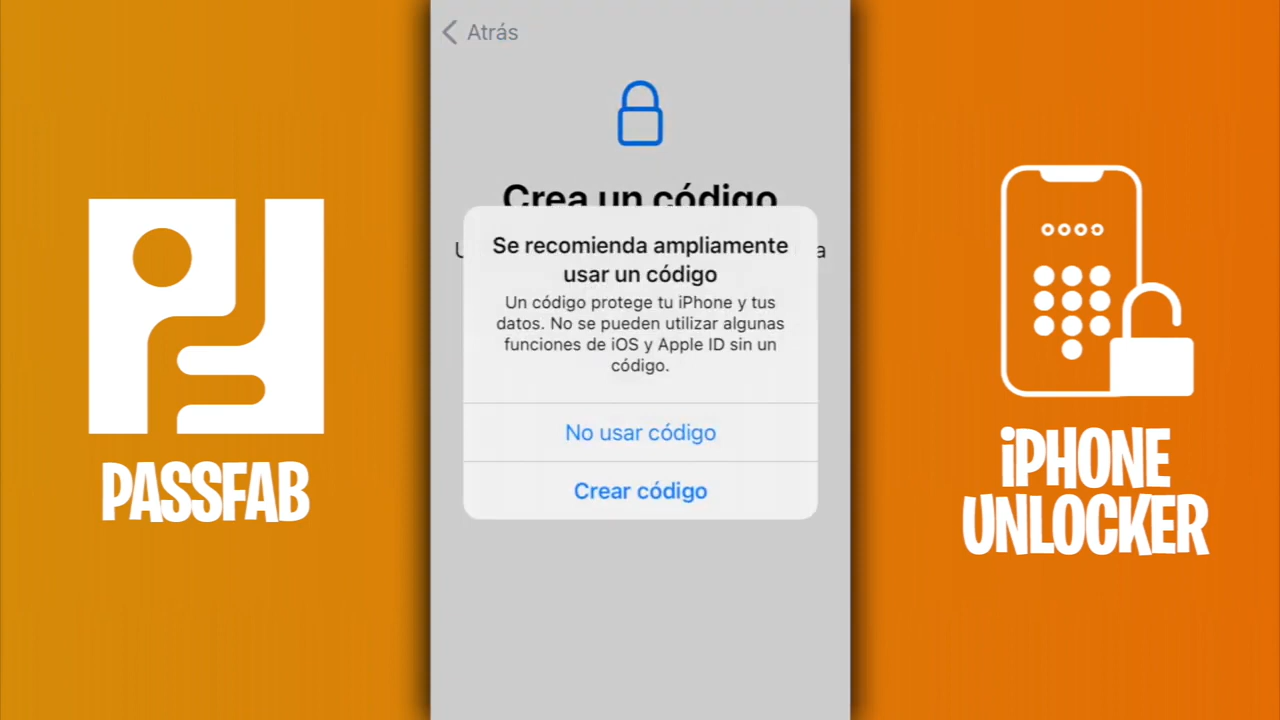 Atrás
Crea un código
Se recomienda ampliamente
usar un código
Un código protege tu iPhone y tus
datos. No se pueden utilizar algunas
funciones de iOS y Apple ID sin un
código.
No usar código
Crear código
PASSFAB
iPHONE
UNLOCKER